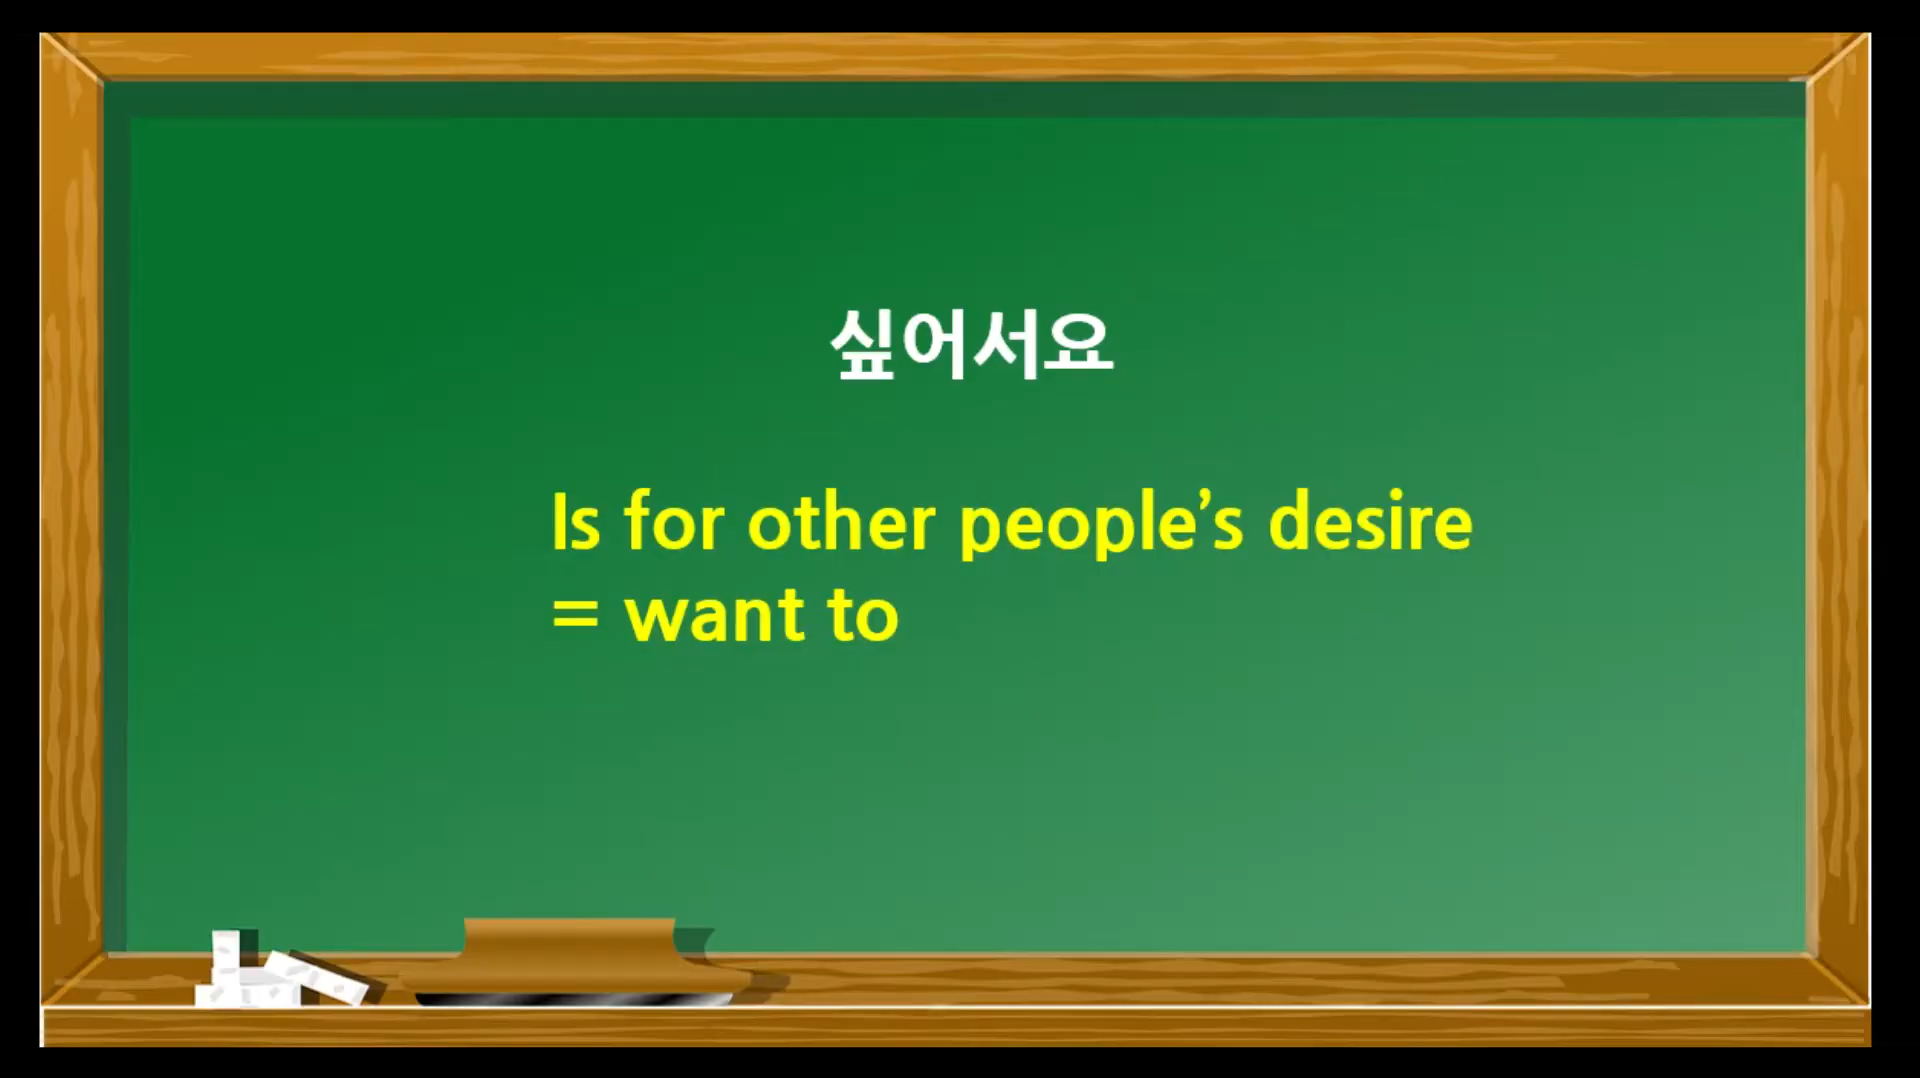 싶어서요
Is for other people’s desire
= want to